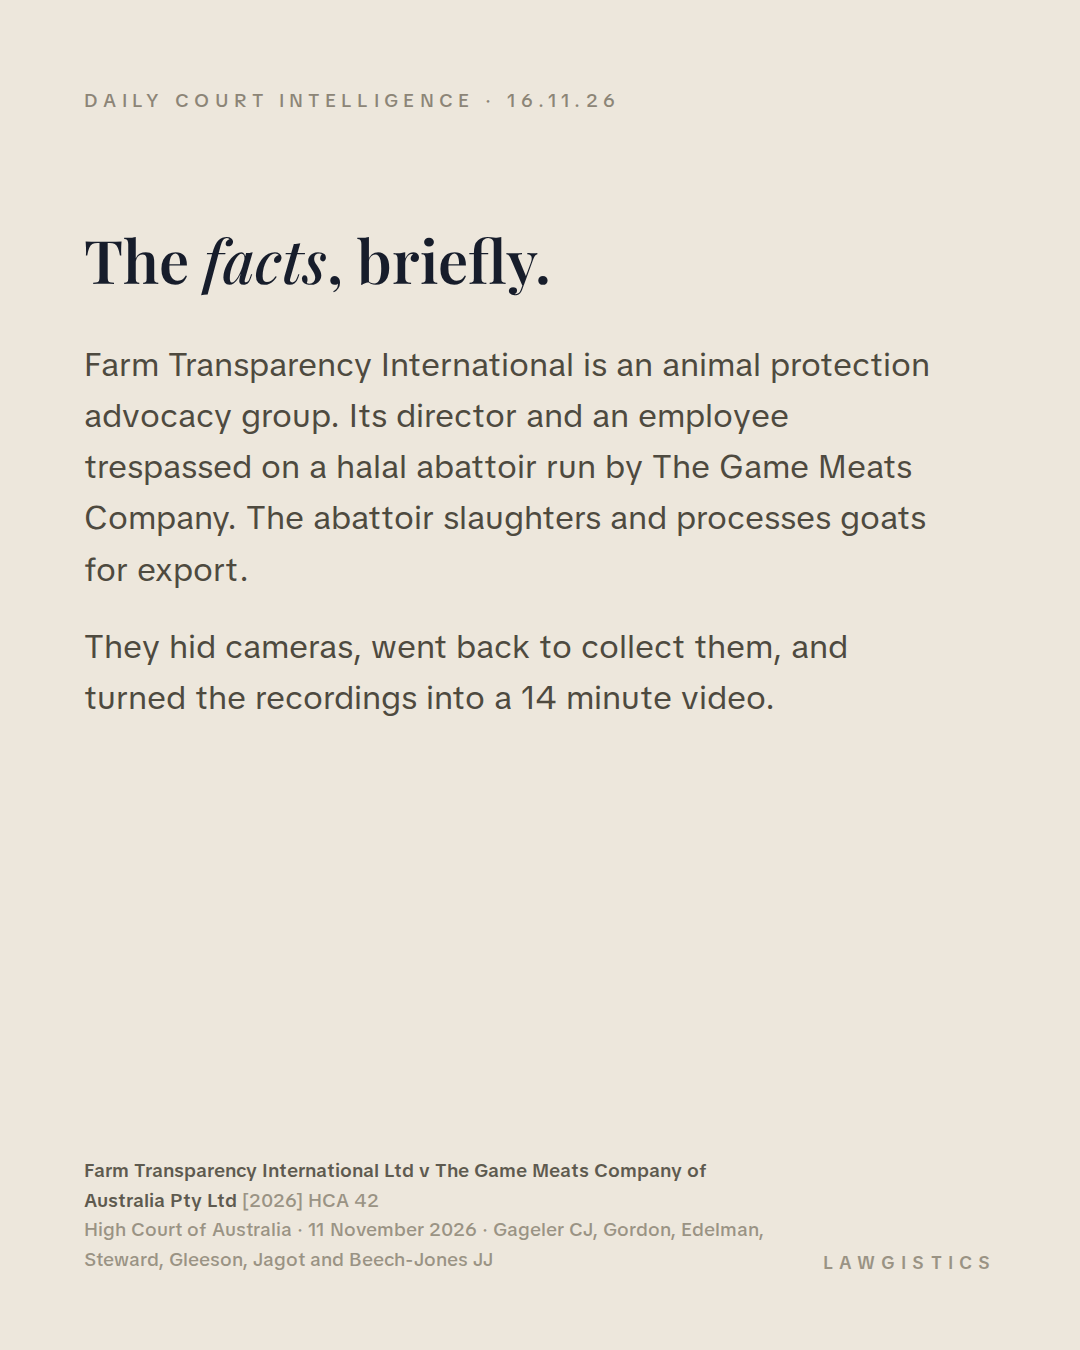 DAILY COURT INTELLIGENCE · 16.11.26
The facts, briefly.
Farm Transparency International is an animal protection
advocacy group. Its director and an employee
trespassed on a halal abattoir run by The Game Meats
Company. The abattoir slaughters and processes goats
for export.
They hid cameras, went back to collect them, and
turned the recordings into a 14 minute video.
Farm Transparency International Ltd v The Game Meats Company of
Australia Pty Ltd [2026] HCA 42
High Court of Australia · 11 November 2026 · Gageler CJ, Gordon, Edelman,
Steward, Gleeson, Jagot and Beech-Jones JJ
LAWGISTICS